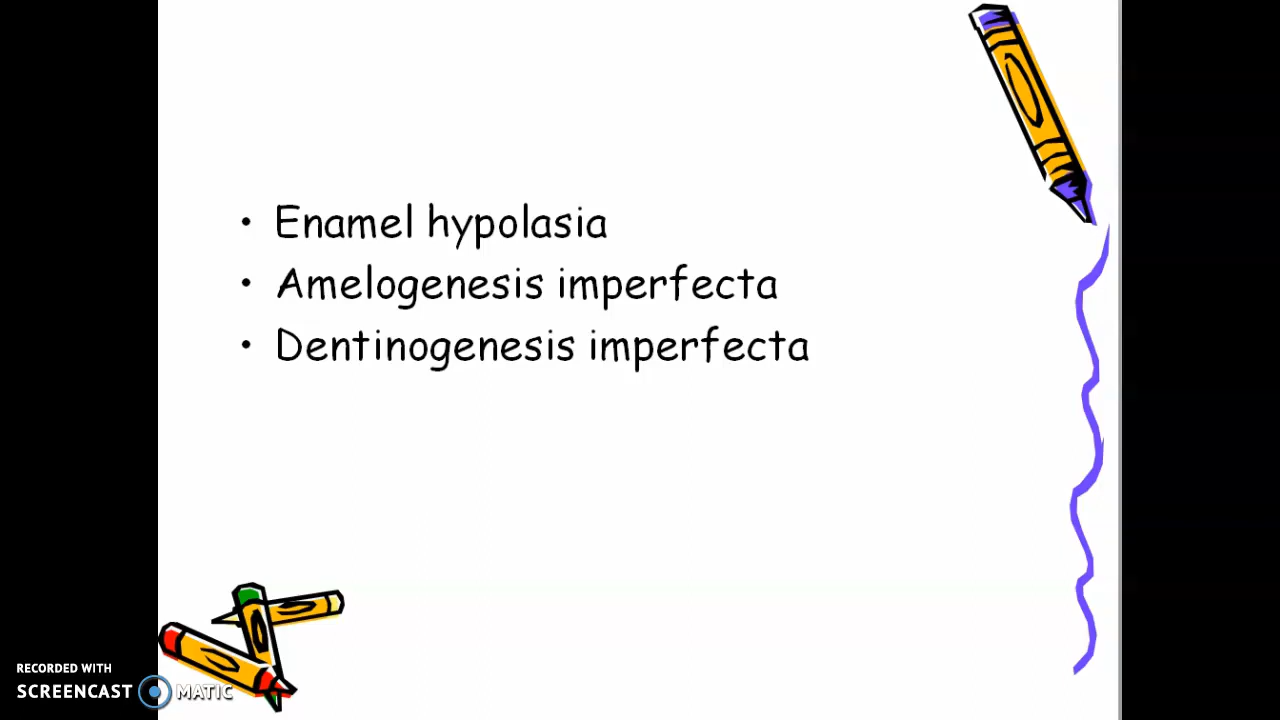 • Enamel hypolasia
• Amelogenesis imperfecta
• Dentinogenesis imperfecta
RECORDED WITH
SCREENCAST MATIC